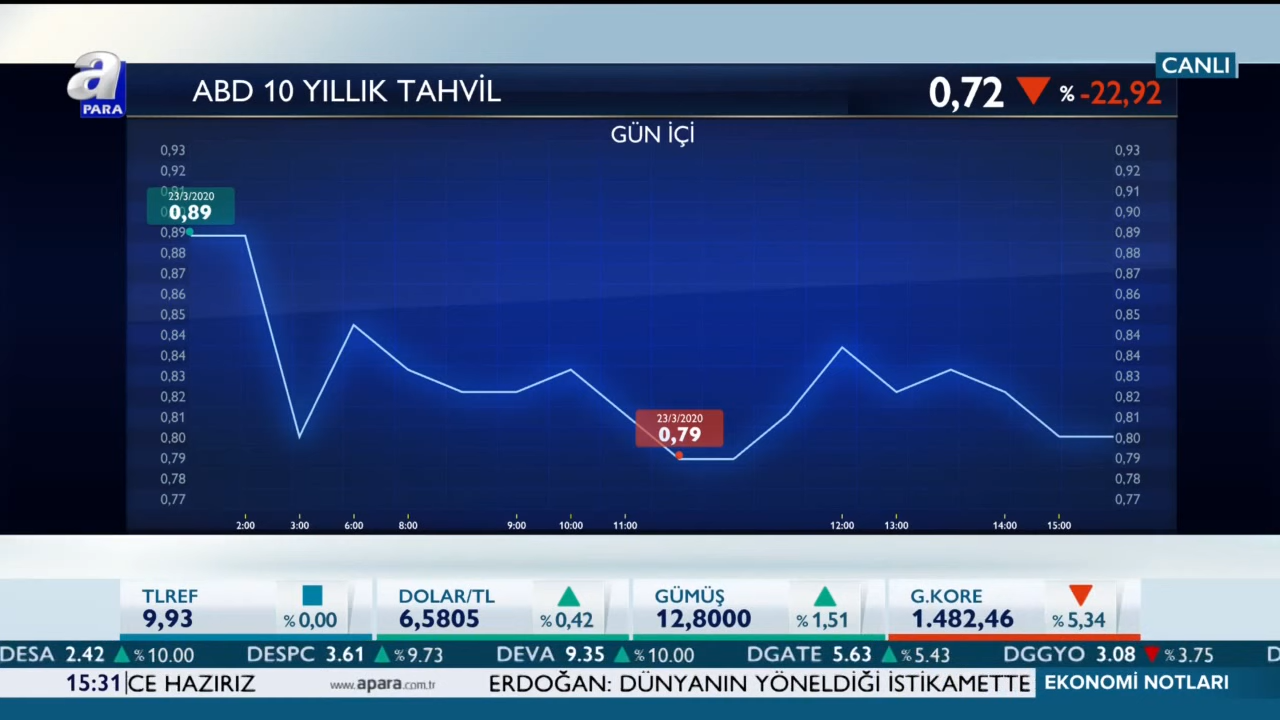 CANLI
a
PARA
ABD 10 YILLIK TAHVİL
0,72 % -22,92
GÜN İÇİ
0,93 0,93
0,92 0,92
0,91 0,91
23/3/2020
0,89
0,90
0,89 0,89
0,88 0,88
0,87 0,87
0,86 0,86
0,85 0,85
0,84 0,84
0,84 0,84
0,83 0,83
0,82 0,82
0,81 0,81
23/3/2020
0,79
0,80 0,80
0,79 0,79
0,78 0,78
0,77 0,77
2:00 3:00 6:00 8:00 9:00 10:00 11:00 12:00 13:00 14:00 15:00
TLREF DOLAR/TL GÜMÜŞ G.KORE
9,93 % 0,00 6,5805 % 0,42 12,8000 % 1,51 1.482,46 % 5,34
DESA 2.42 % 10.00 DESPC 3.61 % 9.73 DEVA 9.35 % 10.00 DGATE 5.63 % 5.43 DGGYO 3.08 % 3.75 D
15:31 CE HAZIRIZ www.apara.com.tr ERDOĞAN: DÜNYANIN YÖNELDİĞİ İSTİKAMETTE EKONOMİ NOTLARI